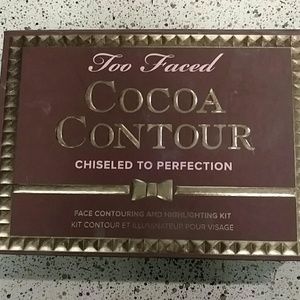 Too Faced
COCOA
CONTOUR
CHISELED TO PERFECTION
FACE CONTOURING AND HIGHLIGHTING KIT
KIT CONTOUR ET ILLUMINATEUR POUR VISAGE